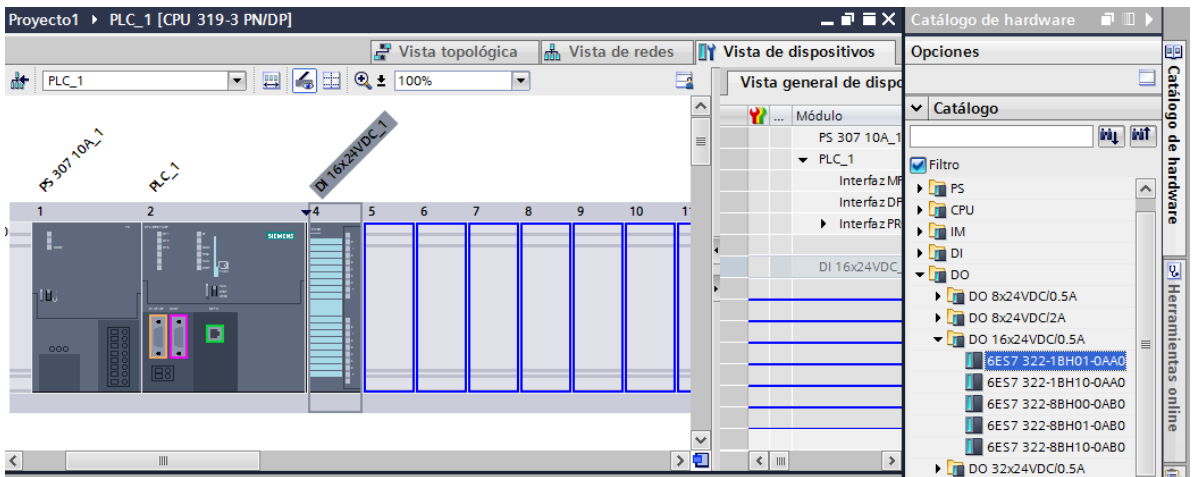 Proyecto1 ▸ PLC_1 [CPU 319-3 PN/DP]
Catálogo de hardware
Vista topológica
Vista de redes
Vista de dispositivos
Opciones
PLC_1
100%
Vista general de dispo
Catálogo
... Módulo
PS 307 10A_1
PLC_1
Interfaz MP
Interfaz DP
Interfaz PR
DI 16x24VDC_
PS 307 10A_1
PLC_1
DI 16x24VDC_1
1 2 4 5 6 7 8 9 10 1
SIEMENS
Filtro
PS
CPU
IM
DI
DO
DO 8x24VDC/0.5A
DO 8x24VDC/2A
DO 16x24VDC/0.5A
6ES7 322-1BH01-0AA0
6ES7 322-1BH10-0AA0
6ES7 322-8BH00-0AB0
6ES7 322-8BH01-0AB0
6ES7 322-8BH10-0AB0
DO 32x24VDC/0.5A
Catálogo de hardware
Herramientas online